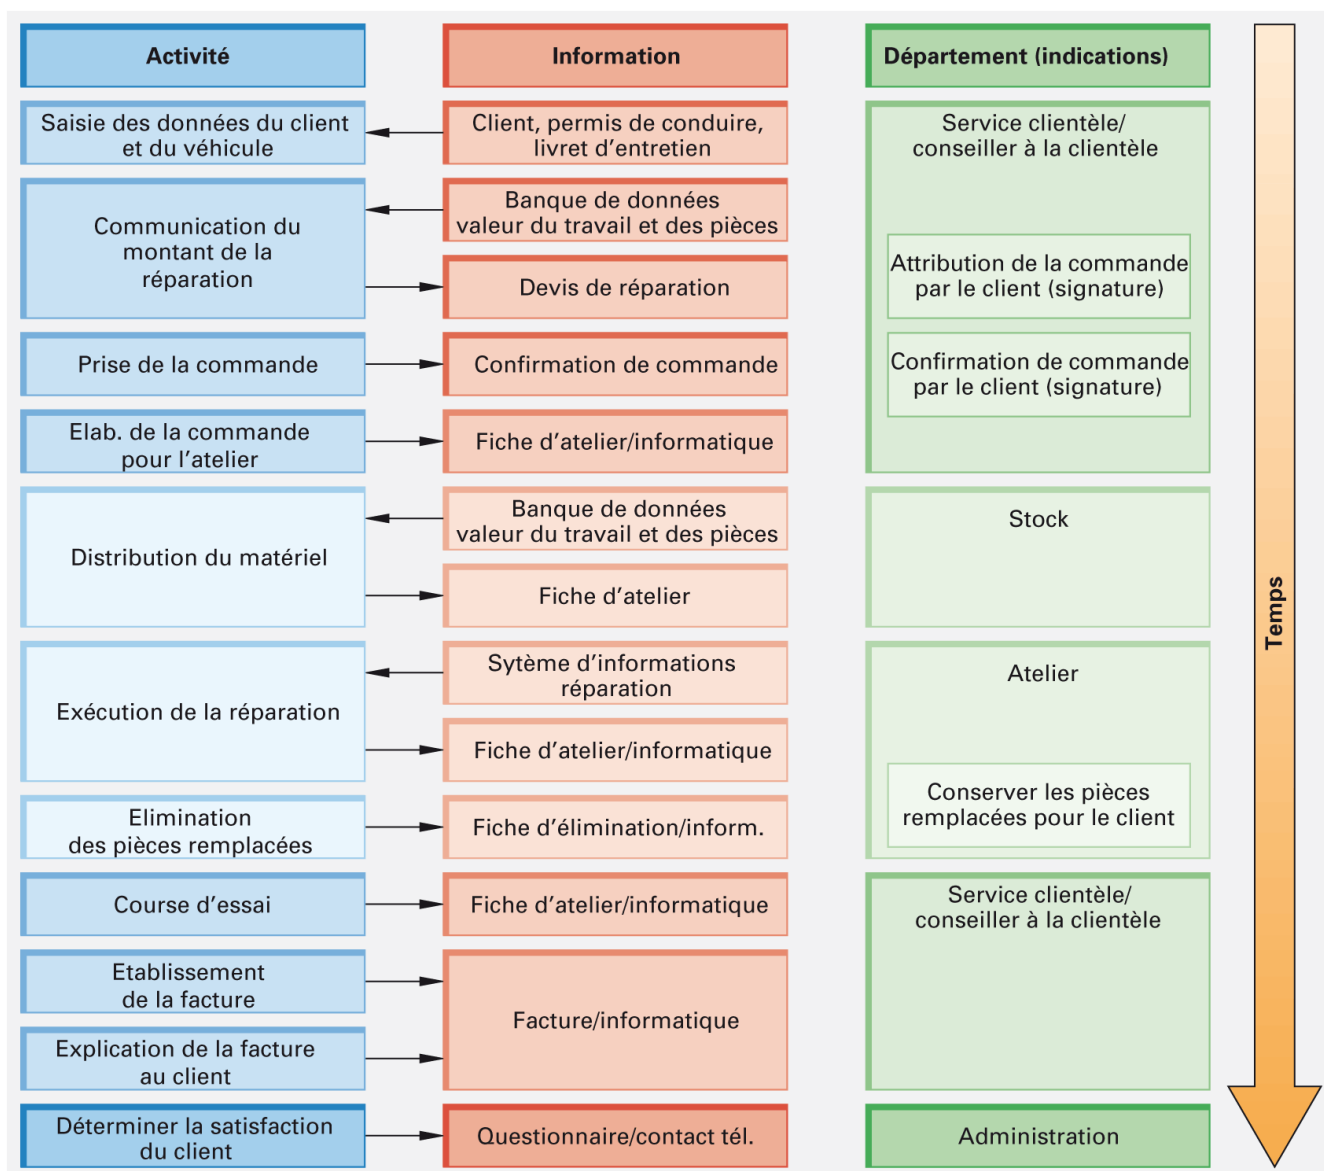 Activité
Information
Département (indications)
Saisie des données du client
et du véhicule
Client, permis de conduire,
livret d'entretien
Service clientèle/
conseiller à la clientèle
Communication du
montant de la
réparation
Banque de données
valeur du travail et des pièces
Devis de réparation
Attribution de la commande
par le client (signature)
Prise de la commande
Confirmation de commande
Confirmation de commande
par le client (signature)
Elab. de la commande
pour l'atelier
Fiche d'atelier/informatique
Distribution du matériel
Banque de données
valeur du travail et des pièces
Fiche d'atelier
Stock
Exécution de la réparation
Sytème d'informations
réparation
Fiche d'atelier/informatique
Atelier
Conserver les pièces
remplacées pour le client
Elimination
des pièces remplacées
Fiche d'élimination/inform.
Course d'essai
Fiche d'atelier/informatique
Service clientèle/
conseiller à la clientèle
Etablissement
de la facture
Facture/informatique
Explication de la facture
au client
Déterminer la satisfaction
du client
Questionnaire/contact tél.
Administration
Temps